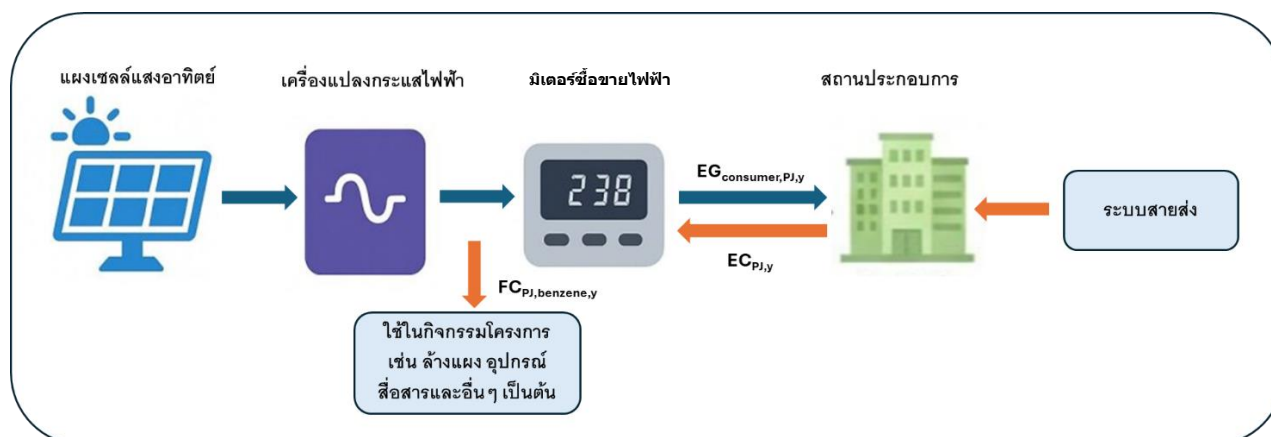 แผงเซลล์แสงอาทิตย์
เครื่องแปลงกระแสไฟฟ้า
มิเตอร์ซื้อขายไฟฟ้า
สถานประกอบการ
238
EGconsumer,PJ,y
ECPJ,y
ระบบสายส่ง
FCPJ,benzene,y
ใช้ในกิจกรรมโครงการ
เช่น ล้างแผง อุปกรณ์
สื่อสารและอื่น ๆ เป็นต้น